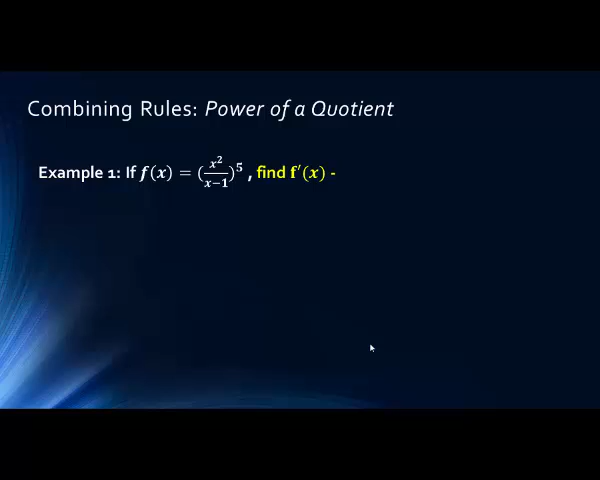 Combining Rules: Power of a Quotient
Example 1: If f(x) = (x²/(x−1))⁵ , find f′(x) -